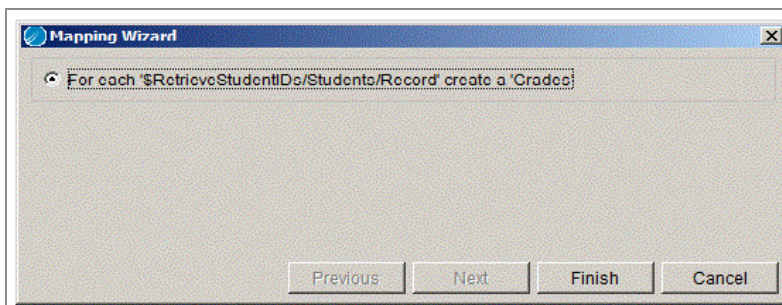 Mapping Wizard
For each '$RetrieveStudentIDs/Students/Record' create a 'Grades
Previous
Next
Finish
Cancel